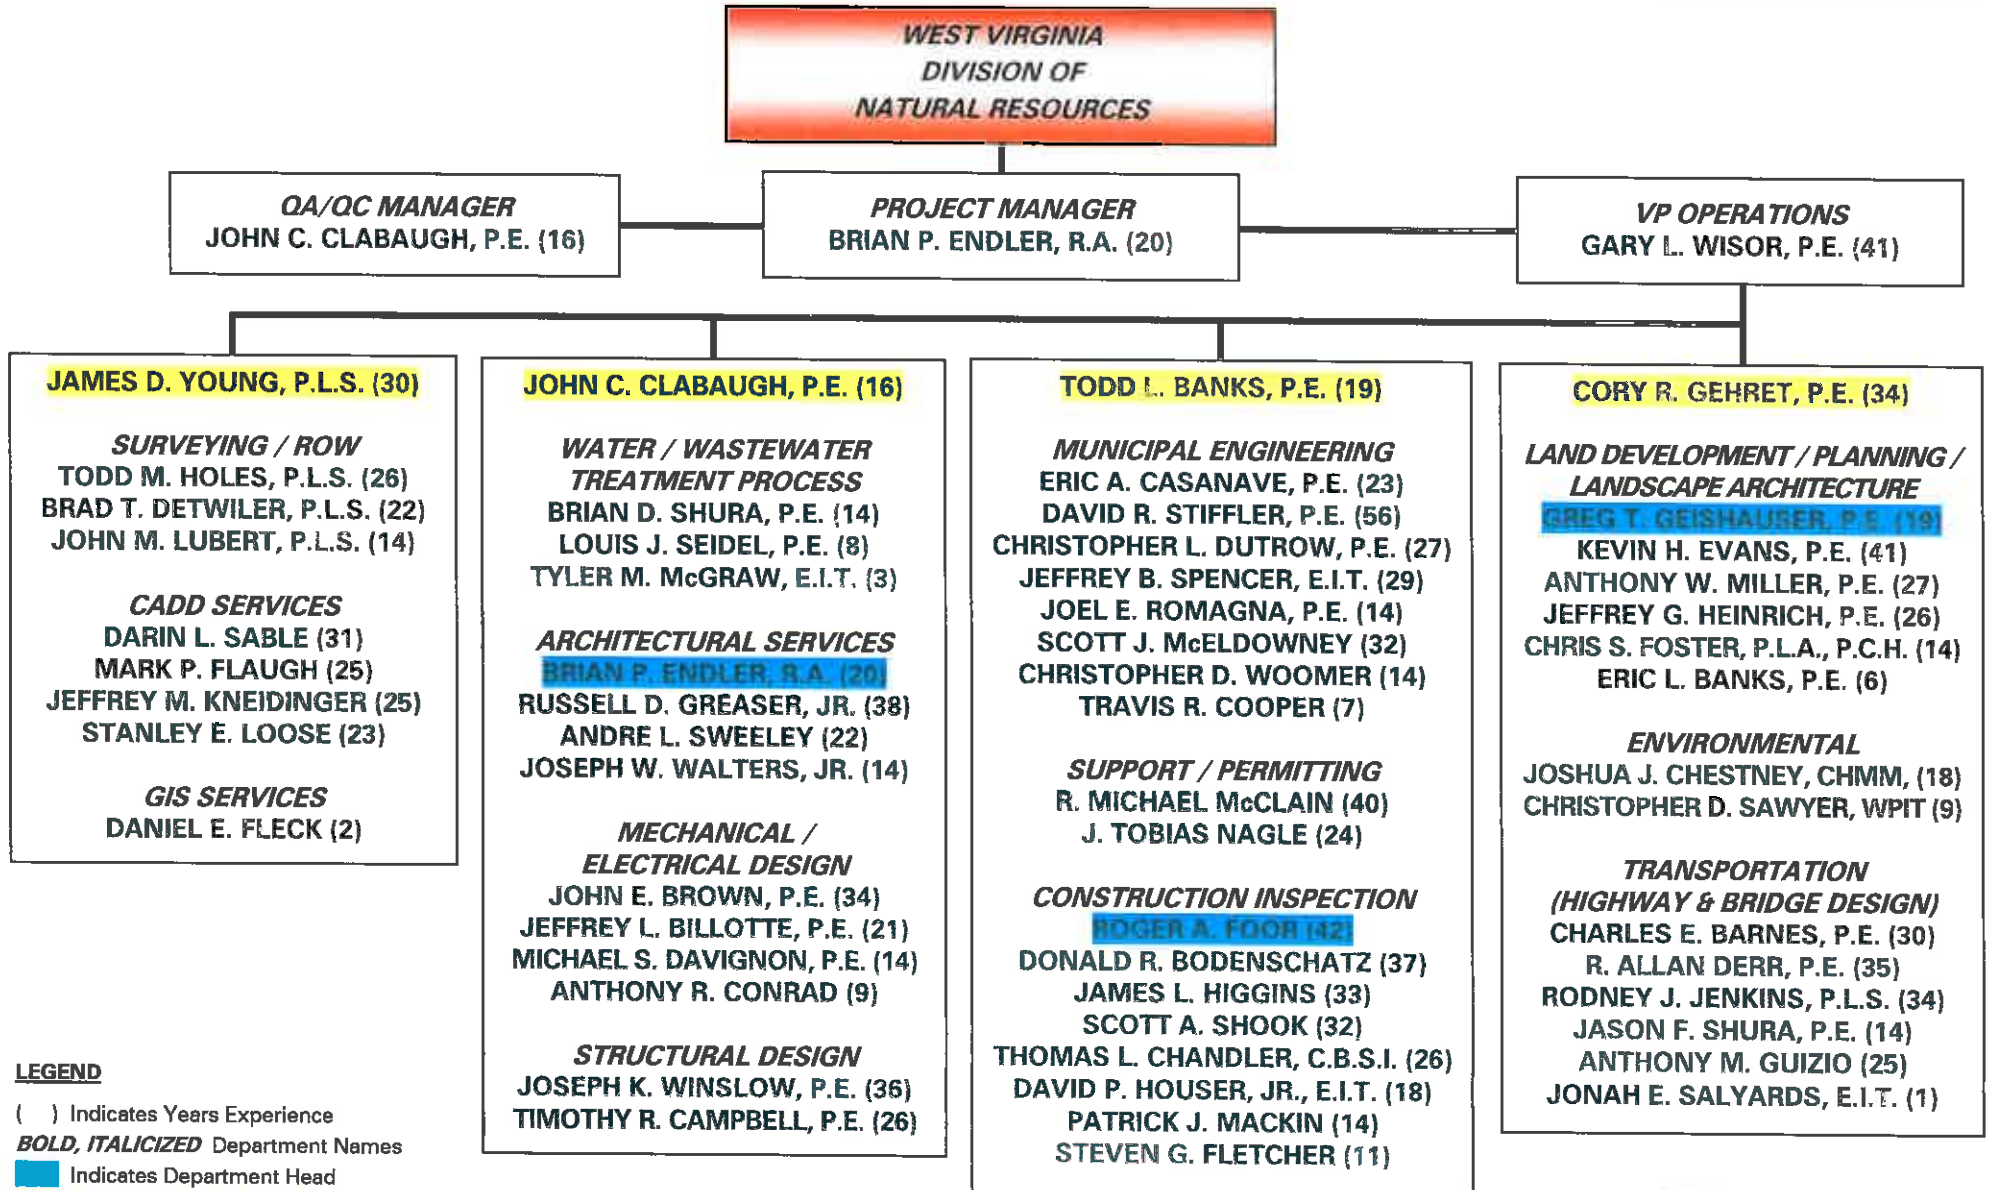 WEST VIRGINIA
DIVISION OF
NATURAL RESOURCES
QA/QC MANAGER
JOHN C. CLABAUGH, P.E. (16)
PROJECT MANAGER
BRIAN P. ENDLER, R.A. (20)
VP OPERATIONS
GARY L. WISOR, P.E. (41)
JAMES D. YOUNG, P.L.S. (30)
SURVEYING / ROW
TODD M. HOLES, P.L.S. (26)
BRAD T. DETWILER, P.L.S. (22)
JOHN M. LUBERT, P.L.S. (14)
CADD SERVICES
DARIN L. SABLE (31)
MARK P. FLAUGH (25)
JEFFREY M. KNEIDINGER (25)
STANLEY E. LOOSE (23)
GIS SERVICES
DANIEL E. FLECK (2)
JOHN C. CLABAUGH, P.E. (16)
WATER / WASTEWATER
TREATMENT PROCESS
BRIAN D. SHURA, P.E. (14)
LOUIS J. SEIDEL, P.E. (8)
TYLER M. McGRAW, E.I.T. (3)
ARCHITECTURAL SERVICES
BRIAN P. ENDLER, R.A. (20)
RUSSELL D. GREASER, JR. (38)
ANDRE L. SWEELEY (22)
JOSEPH W. WALTERS, JR. (14)
MECHANICAL /
ELECTRICAL DESIGN
JOHN E. BROWN, P.E. (34)
JEFFREY L. BILLOTTE, P.E. (21)
MICHAEL S. DAVIGNON, P.E. (14)
ANTHONY R. CONRAD (9)
STRUCTURAL DESIGN
JOSEPH K. WINSLOW, P.E. (36)
TIMOTHY R. CAMPBELL, P.E. (26)
TODD L. BANKS, P.E. (19)
MUNICIPAL ENGINEERING
ERIC A. CASANAVE, P.E. (23)
DAVID R. STIFFLER, P.E. (56)
CHRISTOPHER L. DUTROW, P.E. (27)
JEFFREY B. SPENCER, E.I.T. (29)
JOEL E. ROMAGNA, P.E. (14)
SCOTT J. McELDOWNEY (32)
CHRISTOPHER D. WOOMER (14)
TRAVIS R. COOPER (7)
SUPPORT / PERMITTING
R. MICHAEL McCLAIN (40)
J. TOBIAS NAGLE (24)
CONSTRUCTION INSPECTION
ROGER A. FOOR (42)
DONALD R. BODENSCHATZ (37)
JAMES L. HIGGINS (33)
SCOTT A. SHOOK (32)
THOMAS L. CHANDLER, C.B.S.I. (26)
DAVID P. HOUSER, JR., E.I.T. (18)
PATRICK J. MACKIN (14)
STEVEN G. FLETCHER (11)
CORY R. GEHRET, P.E. (34)
LAND DEVELOPMENT / PLANNING /
LANDSCAPE ARCHITECTURE
GREG T. GEISHAUSER, P.E. (19)
KEVIN H. EVANS, P.E. (41)
ANTHONY W. MILLER, P.E. (27)
JEFFREY G. HEINRICH, P.E. (26)
CHRIS S. FOSTER, P.L.A., P.C.H. (14)
ERIC L. BANKS, P.E. (6)
ENVIRONMENTAL
JOSHUA J. CHESTNEY, CHMM, (18)
CHRISTOPHER D. SAWYER, WPIT (9)
TRANSPORTATION
(HIGHWAY & BRIDGE DESIGN)
CHARLES E. BARNES, P.E. (30)
R. ALLAN DERR, P.E. (35)
RODNEY J. JENKINS, P.L.S. (34)
JASON F. SHURA, P.E. (14)
ANTHONY M. GUIZIO (25)
JONAH E. SALYARDS, E.I.T. (1)
LEGEND
( ) Indicates Years Experience
BOLD, ITALICIZED Department Names
Indicates Department Head